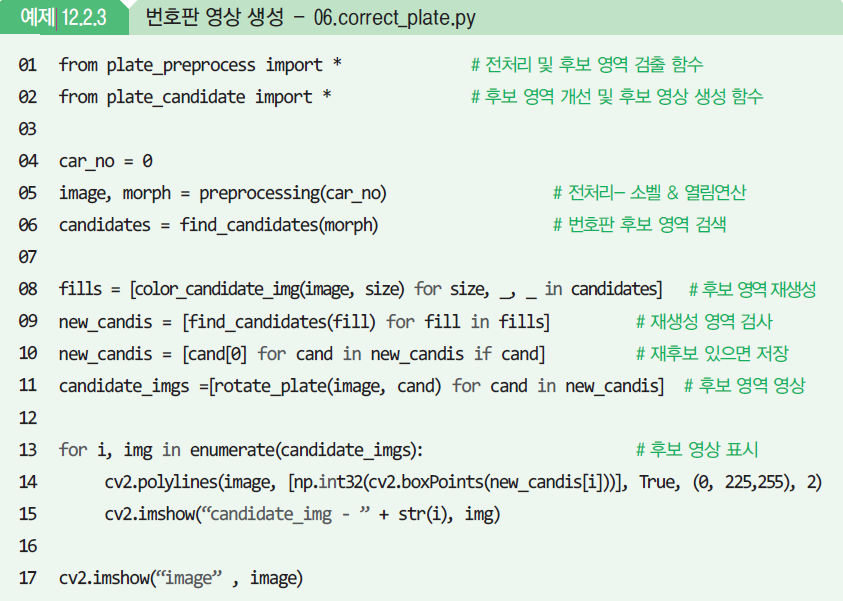 예제 12.2.3 번호판 영상 생성 - 06.correct_plate.py
01 from plate_preprocess import * # 전처리 및 후보 영역 검출 함수
02 from plate_candidate import * # 후보 영역 개선 및 후보 영상 생성 함수
03
04 car_no = 0
05 image, morph = preprocessing(car_no) # 전처리- 소벨 & 열림연산
06 candidates = find_candidates(morph) # 번호판 후보 영역 검색
07
08 fills = [color_candidate_img(image, size) for size, _, _ in candidates] # 후보 영역 재생성
09 new_candis = [find_candidates(fill) for fill in fills] # 재생성 영역 검사
10 new_candis = [cand[0] for cand in new_candis if cand] # 재후보 있으면 저장
11 candidate_imgs =[rotate_plate(image, cand) for cand in new_candis] # 후보 영역 영상
12
13 for i, img in enumerate(candidate_imgs): # 후보 영상 표시
14 cv2.polylines(image, [np.int32(cv2.boxPoints(new_candis[i]))], True, (0, 225,255), 2)
15 cv2.imshow(“candidate_img - ” + str(i), img)
16
17 cv2.imshow(“image” , image)